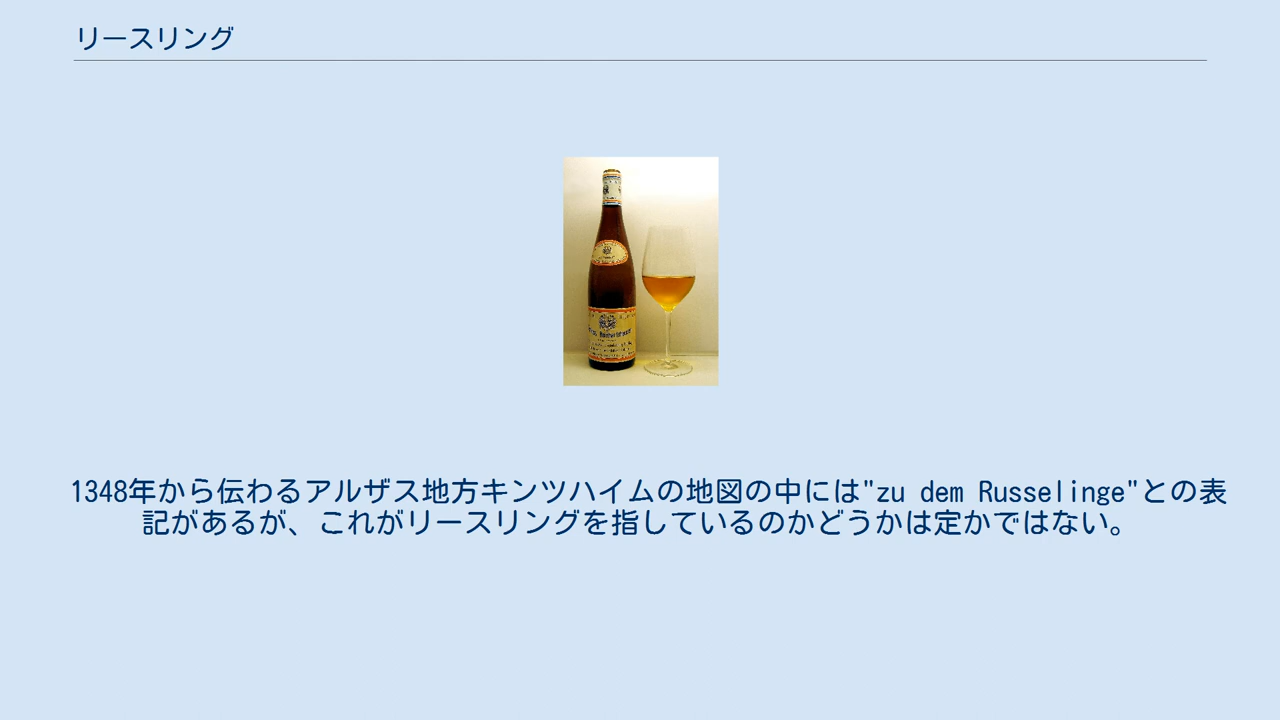 リースリング
1348年から伝わるアルザス地方キンツハイムの地図の中には"zu dem Russelinge"との表
記があるが、これがリースリングを指しているのかどうかは定かではない。